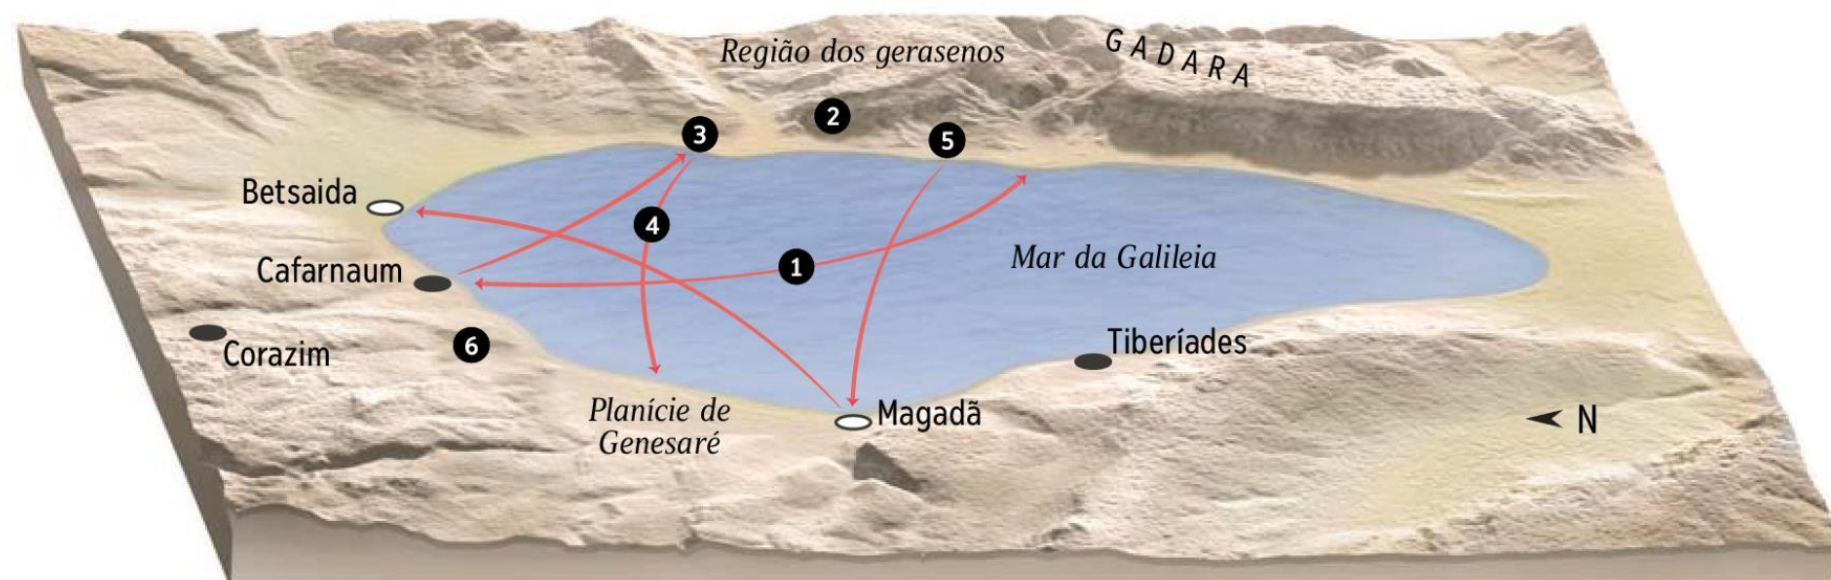 Região dos gerasenos
GADARA
2
3
5
Betsaida
4
Cafarnaum
1
Mar da Galileia
Corazim
6
Tiberíades
Planície de
Genesaré
Magadã
N